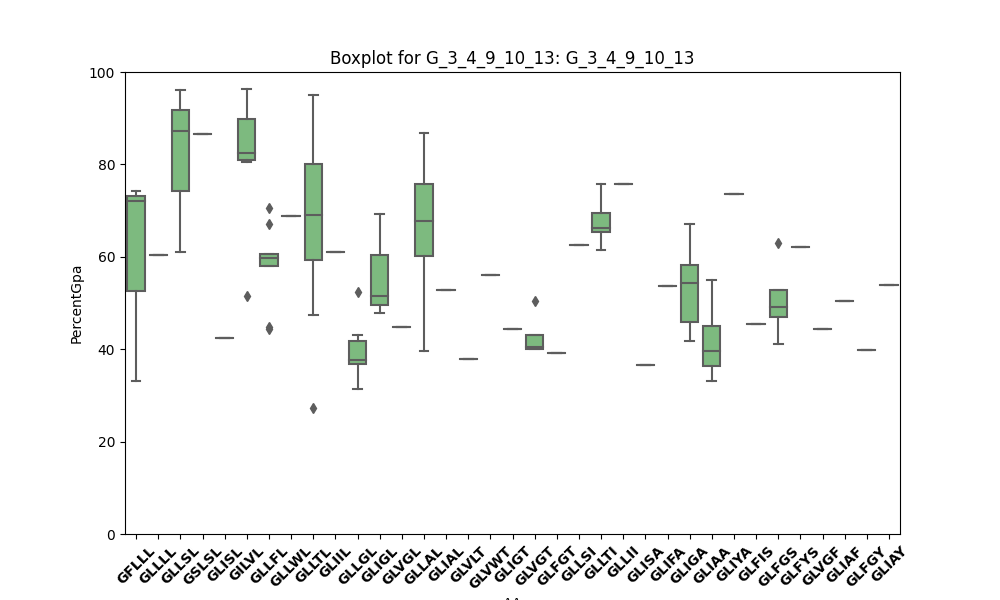 Boxplot for G_3_4_9_10_13: G_3_4_9_10_13
100
80
60
40
20
0
PercentGpa
GFLLL
GLLLL
GLLSL
GSLSL
GLISL
GILVL
GLLFL
GLLWL
GLLTL
GLIIL
GLLGL
GLIGL
GLVGL
GLLAL
GLIAL
GLVLT
GLVWT
GLIGT
GLVGT
GLFGT
GLLSI
GLLTI
GLLII
GLISA
GLIFA
GLIGA
GLIAA
GLIYA
GLFIS
GLFGS
GLFYS
GLVGF
GLIAF
GLFGY
GLIAY